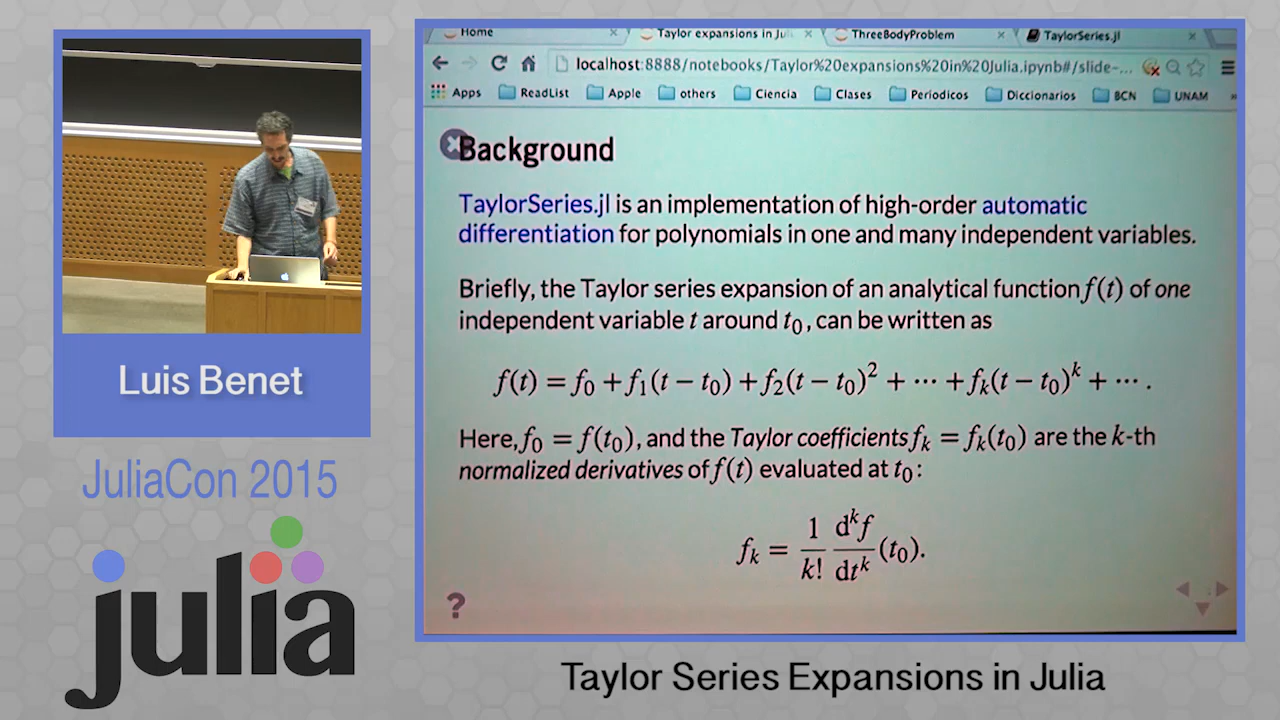 Home
Taylor expansions in Juli
ThreeBodyProblem
TaylorSeries.jl
localhost:8888/notebooks/Taylor%20expansions%20in%20Julia.ipynb#/slide-...
Apps ReadList Apple others Ciencia Clases Periodicos Diccionarios BCN UNAM »
Background
TaylorSeries.jl is an implementation of high-order automatic
differentiation for polynomials in one and many independent variables.
Briefly, the Taylor series expansion of an analytical function f(t) of one
independent variable t around t₀, can be written as
f(t) = f₀ + f₁(t − t₀) + f₂(t − t₀)² + ⋯ + fₖ(t − t₀)ᵏ + ⋯ .
Here, f₀ = f(t₀), and the Taylor coefficients fₖ = fₖ(t₀) are the k-th
normalized derivatives of f(t) evaluated at t₀:
fₖ = 1/k! dᵏf/dtᵏ (t₀).
?
Luis Benet
JuliaCon 2015
julia
Taylor Series Expansions in Julia